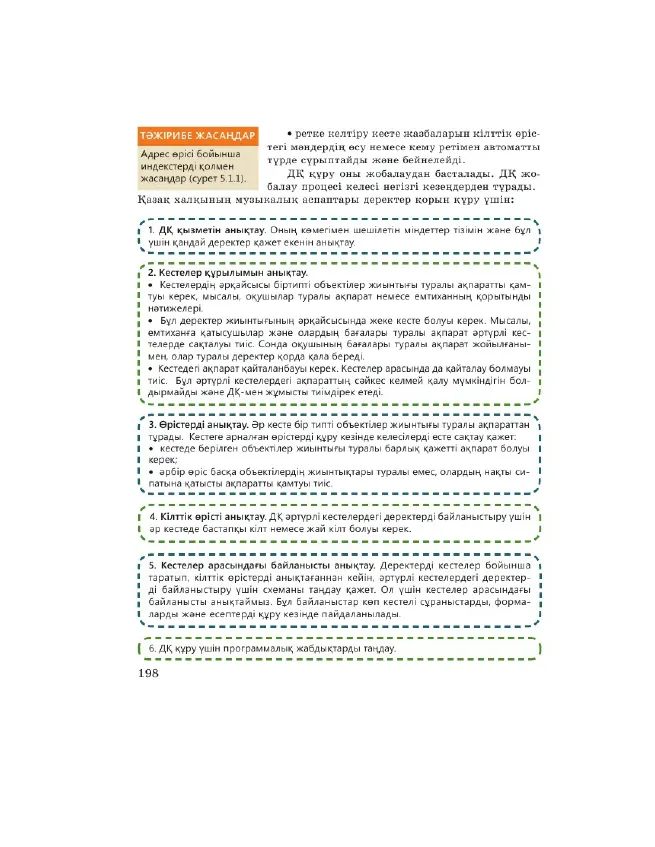 ТӘЖІРИБЕ ЖАСАҢДАР
Адрес өрісі бойынша
индекстерді қолмен
жасаңдар (сурет 5.1.1).
• ретке келтіру кесте жазбаларын кілттік өріс-
тегі мәндердің өсу немесе кему ретімен автоматты
түрде сұрыптайды және бейнелейді.
ДҚ құру оны жобалаудан басталады. ДҚ жо-
балау процесі келесі негізгі кезеңдерден турады.
Қазақ халқының музыкалық аспаптары деректер қорын құру үшін:
1. ДҚ қызметін анықтау. Оның көмегімен шешілетін міндеттер тізімін және бұл
үшін қандай деректер қажет екенін анықтау.
2. Кестелер құрылымын анықтау.
• Кестелердің әрқайсысы біртипті объектілер жиынтығы туралы ақпаратты қам-
туы керек, мысалы, оқушылар туралы ақпарат немесе емтиханның қорытынды
нәтижелері.
• Бұл деректер жиынтығының әрқайсысында жеке кесте болуы керек. Мысалы,
емтиханға қатысушылар және олардың бағалары туралы ақпарат әртүрлі кес-
телерде сақталуы тиіс. Сонда оқушының бағалары туралы ақпарат жойылғаны-
мен, олар туралы деректер қорда қала береді.
• Кестедегі ақпарат қайталанбауы керек. Кестелер арасында да қайталау болмауы
тиіс. Бұл әртүрлі кестелердегі ақпараттың сәйкес келмей қалу мүмкіндігін бол-
дырмайды және ДҚ-мен жұмысты тиімдірек етеді.
3. Өрістерді анықтау. Әр кесте бір типті объектілер жиынтығы туралы ақпараттан
тұрады. Кестеге арналған өрістерді құру кезінде келесілерді есте сақтау қажет:
• кестеде берілген объектілер жиынтығы туралы барлық қажетті ақпарат болуы
керек;
• әрбір өріс басқа объектілердің жиынтықтары туралы емес, олардың нақты си-
патына қатысты ақпаратты қамтуы тиіс.
4. Кілттік өрісті анықтау. ДҚ әртүрлі кестелердегі деректерді байланыстыру үшін
әр кестеде бастапқы кілт немесе жай кілт болуы керек.
5. Кестелер арасындағы байланысты анықтау. Деректерді кестелер бойынша
таратып, кілттік өрістерді анықтағаннан кейін, әртүрлі кестелердегі деректер-
ді байланыстыру үшін схеманы таңдау қажет. Ол үшін кестелер арасындағы
байланысты анықтаймыз. Бұл байланыстар көп кестелі сұраныстарды, форма-
ларды және есептерді құру кезінде пайдаланылады.
6. ДҚ құру үшін программалық жабдықтарды таңдау.
198